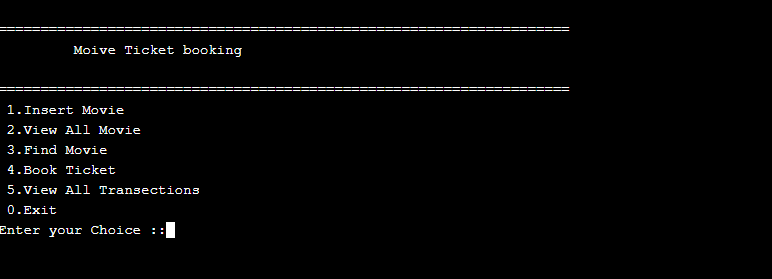 ====================================================================
Moive Ticket booking
====================================================================
1.Insert Movie
2.View All Movie
3.Find Movie
4.Book Ticket
5.View All Transections
0.Exit
Enter your Choice ::